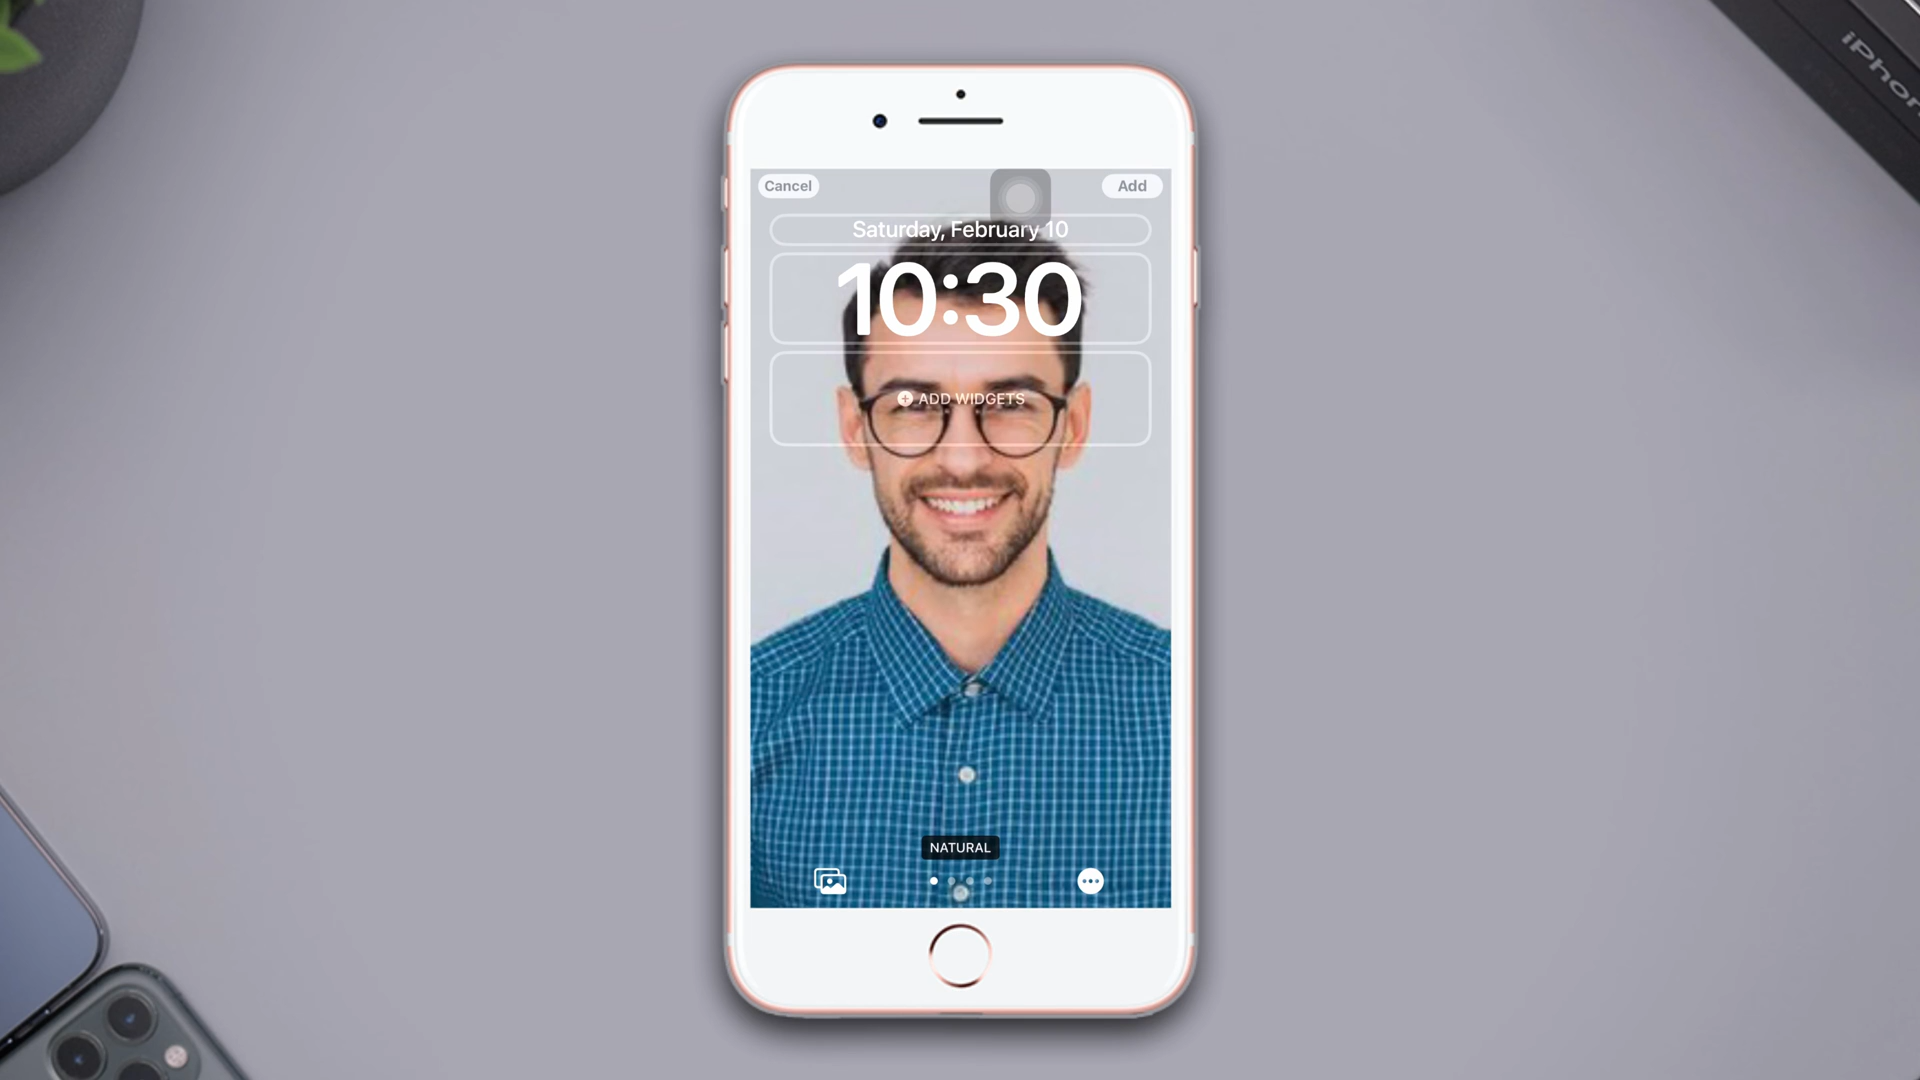 iPhon
Cancel
Add
Saturday, February 10
10:30
ADD WIDGETS
NATURAL